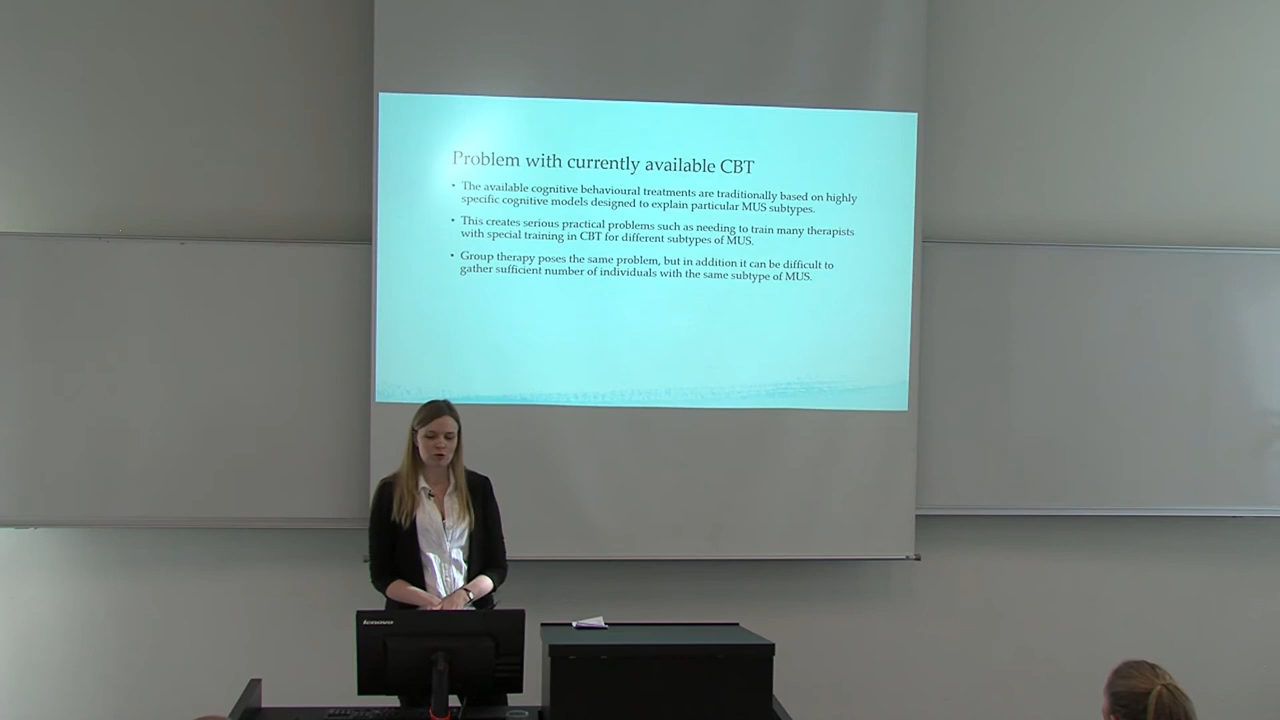 Problem with currently available CBT
• The available cognitive behavioural treatments are traditionally based on highly
specific cognitive models designed to explain particular MUS subtypes.
• This creates serious practical problems such as needing to train many therapists
with special training in CBT for different subtypes of MUS.
• Group therapy poses the same problem, but in addition it can be difficult to
gather sufficient number of individuals with the same subtype of MUS.
lenovo